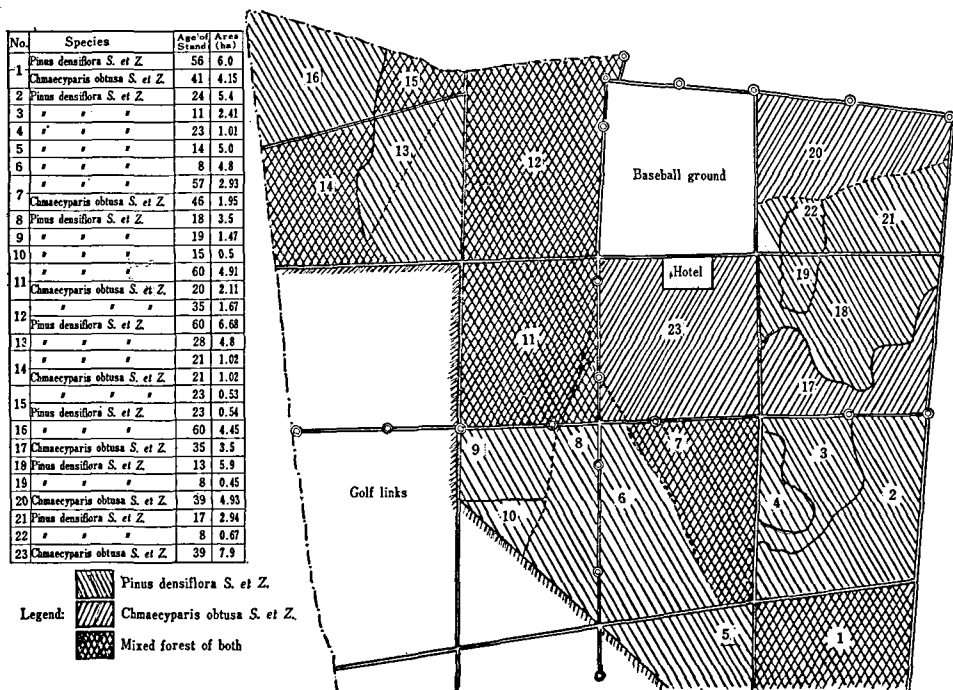 No. Species Age of Stand Area (ha)
1 Pinus densiflora S. et Z. 56 6.0
Chmaecyparis obtusa S. et Z. 41 4.15
2 Pinus densiflora S. et Z. 24 5.4
3 〃 〃 〃 11 2.41
4 〃 〃 〃 23 1.01
5 〃 〃 〃 14 5.0
6 〃 〃 〃 8 4.8
7 〃 〃 〃 57 2.93
Chmaecyparis obtusa S. et Z. 46 1.95
8 Pinus densiflora S. et Z. 18 3.5
9 〃 〃 〃 19 1.47
10 〃 〃 〃 15 0.5
11 〃 〃 〃 60 4.91
Chmaecyparis obtusa S. et Z. 20 2.11
12 〃 〃 〃 35 1.67
Pinus densiflora S. et Z. 60 6.68
13 〃 〃 〃 28 4.8
14 〃 〃 〃 21 1.02
Chmaecyparis obtusa S. et Z. 21 1.02
15 〃 〃 〃 23 0.53
Pinus densiflora S. et Z. 23 0.54
16 〃 〃 〃 60 4.45
17 Chmaecyparis obtusa S. et Z. 35 3.5
18 Pinus densiflora S. et Z. 13 5.9
19 〃 〃 〃 8 0.45
20 Chmaecyparis obtusa S. et Z. 39 4.93
21 Pinus densiflora S. et Z. 17 2.94
22 〃 〃 〃 8 0.67
23 Chmaecyparis obtusa S. et Z. 39 7.9
Legend:
Pinus densiflora S. et Z.
Chmaecyparis obtusa S. et Z.
Mixed forest of both
16
15
13
14
12
Baseball ground
20
22
21
Hotel
19
18
23
11
17
9
8
7
3
Golf links
10
6
4
2
5
1